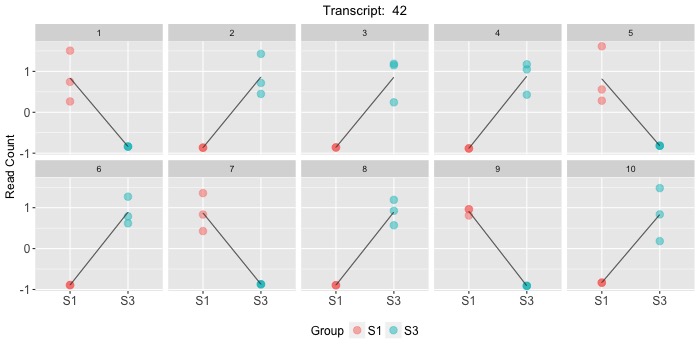 Transcript: 42
1 2 3 4 5
Read Count
1
0
-1
6 7 8 9 10
1
0
-1
S1 S3 S1 S3 S1 S3 S1 S3 S1 S3
Group S1 S3